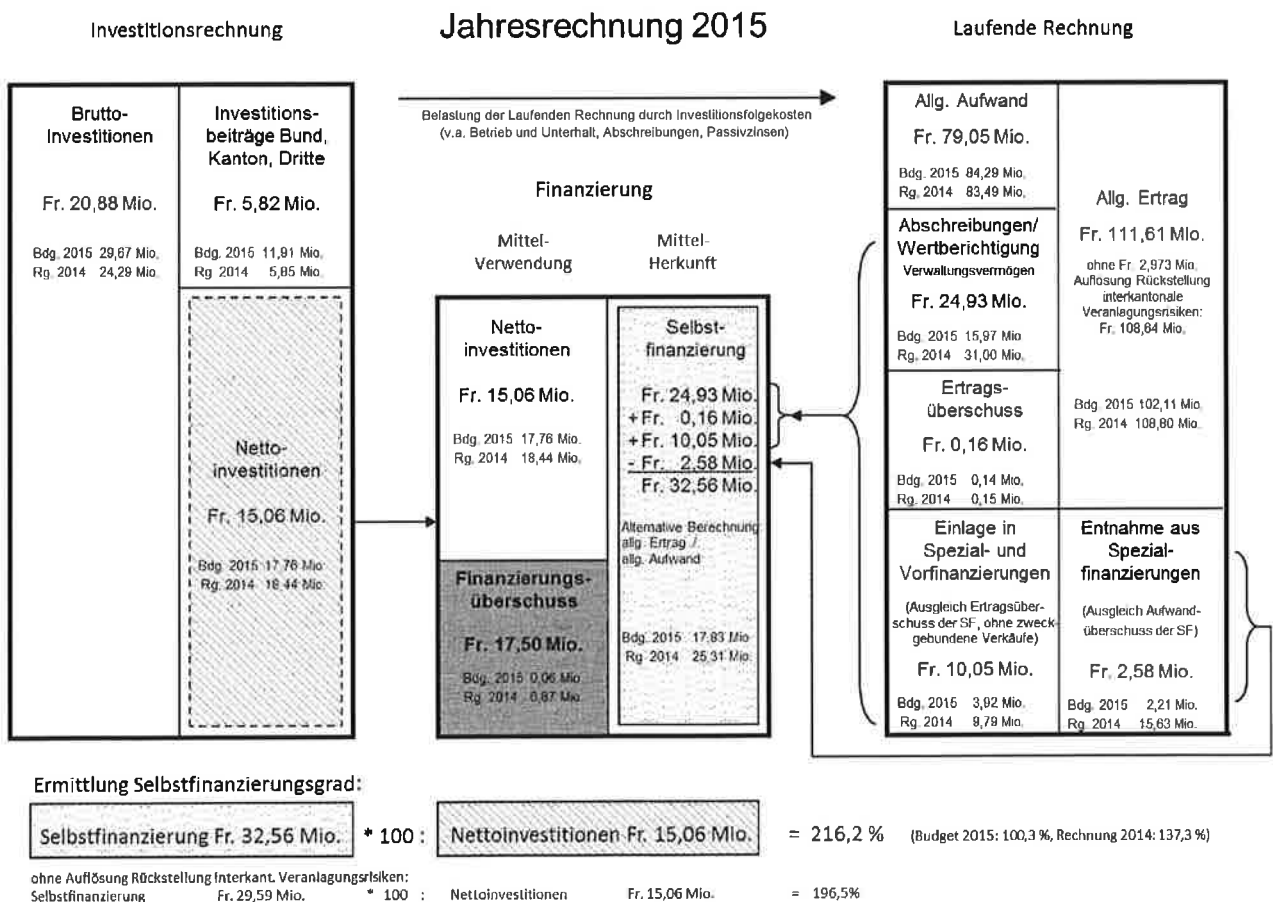 Investitionsrechnung
Jahresrechnung 2015
Laufende Rechnung
Brutto-
Investitionen
Fr. 20,88 Mio.
Bdg. 2015 29,67 Mio.
Rg. 2014 24,29 Mio.
Investitions-
beiträge Bund,
Kanton, Dritte
Fr. 5,82 Mio.
Bdg. 2015 11,91 Mio.
Rg. 2014 5,85 Mio.
Netto-
investitionen
Fr. 15,06 Mio.
Bdg. 2015 17,76 Mio.
Rg. 2014 18,44 Mio.
Belastung der Laufenden Rechnung durch Investitionsfolgekosten
(v.a. Betrieb und Unterhalt, Abschreibungen, Passivzinsen)
Finanzierung
Mittel-
Verwendung
Mittel-
Herkunft
Netto-
investitionen
Fr. 15,06 Mio.
Bdg. 2015 17,76 Mio.
Rg. 2014 18,44 Mio.
Finanzierungs-
überschuss
Fr. 17,50 Mio.
Bdg. 2015 0,06 Mio.
Rg. 2014 6,87 Mio.
Selbst-
finanzierung
Fr. 24,93 Mio.
+Fr. 0,16 Mio.
+Fr. 10,05 Mio.
- Fr. 2,58 Mio.
Fr. 32,56 Mio.
Alternative Berechnung:
allg. Ertrag /
allg. Aufwand
Bdg. 2015 17,83 Mio.
Rg. 2014 25,31 Mio.
Allg. Aufwand
Fr. 79,05 Mio.
Bdg. 2015 84,29 Mio.
Rg. 2014 83,49 Mio.
Abschreibungen/
Wertberichtigung
Verwaltungsvermögen
Fr. 24,93 Mio.
Bdg. 2015 15,97 Mio
Rg. 2014 31,00 Mio.
Ertrags-
überschuss
Fr. 0,16 Mio.
Bdg. 2015 0,14 Mio.
Rg. 2014 0,15 Mio.
Einlage in
Spezial- und
Vorfinanzierungen
(Ausgleich Ertragsüber-
schuss der SF, ohne zweck-
gebundene Verkäufe)
Fr. 10,05 Mio.
Bdg. 2015 3,92 Mio.
Rg. 2014 9,79 Mio.
Allg. Ertrag
Fr. 111,61 Mio.
ohne Fr. 2,973 Mio.
Auflösung Rückstellung
interkantonale
Veranlagungsrisiken:
Fr. 108,64 Mio.
Bdg. 2015 102,11 Mio.
Rg. 2014 108,80 Mio.
Entnahme aus
Spezial-
finanzierungen
(Ausgleich Aufwand-
überschuss der SF)
Fr. 2,58 Mio.
Bdg. 2015 2,21 Mio.
Rg. 2014 15,63 Mio.
Ermittlung Selbstfinanzierungsgrad:
Selbstfinanzierung Fr. 32,56 Mio. * 100 : Nettoinvestitionen Fr. 15,06 Mio. = 216,2 % (Budget 2015: 100,3 %, Rechnung 2014: 137,3 %)
ohne Auflösung Rückstellung interkant. Veranlagungsrisiken:
Selbstfinanzierung Fr. 29,59 Mio. * 100 : Nettoinvestitionen Fr. 15,06 Mio. = 196,5%